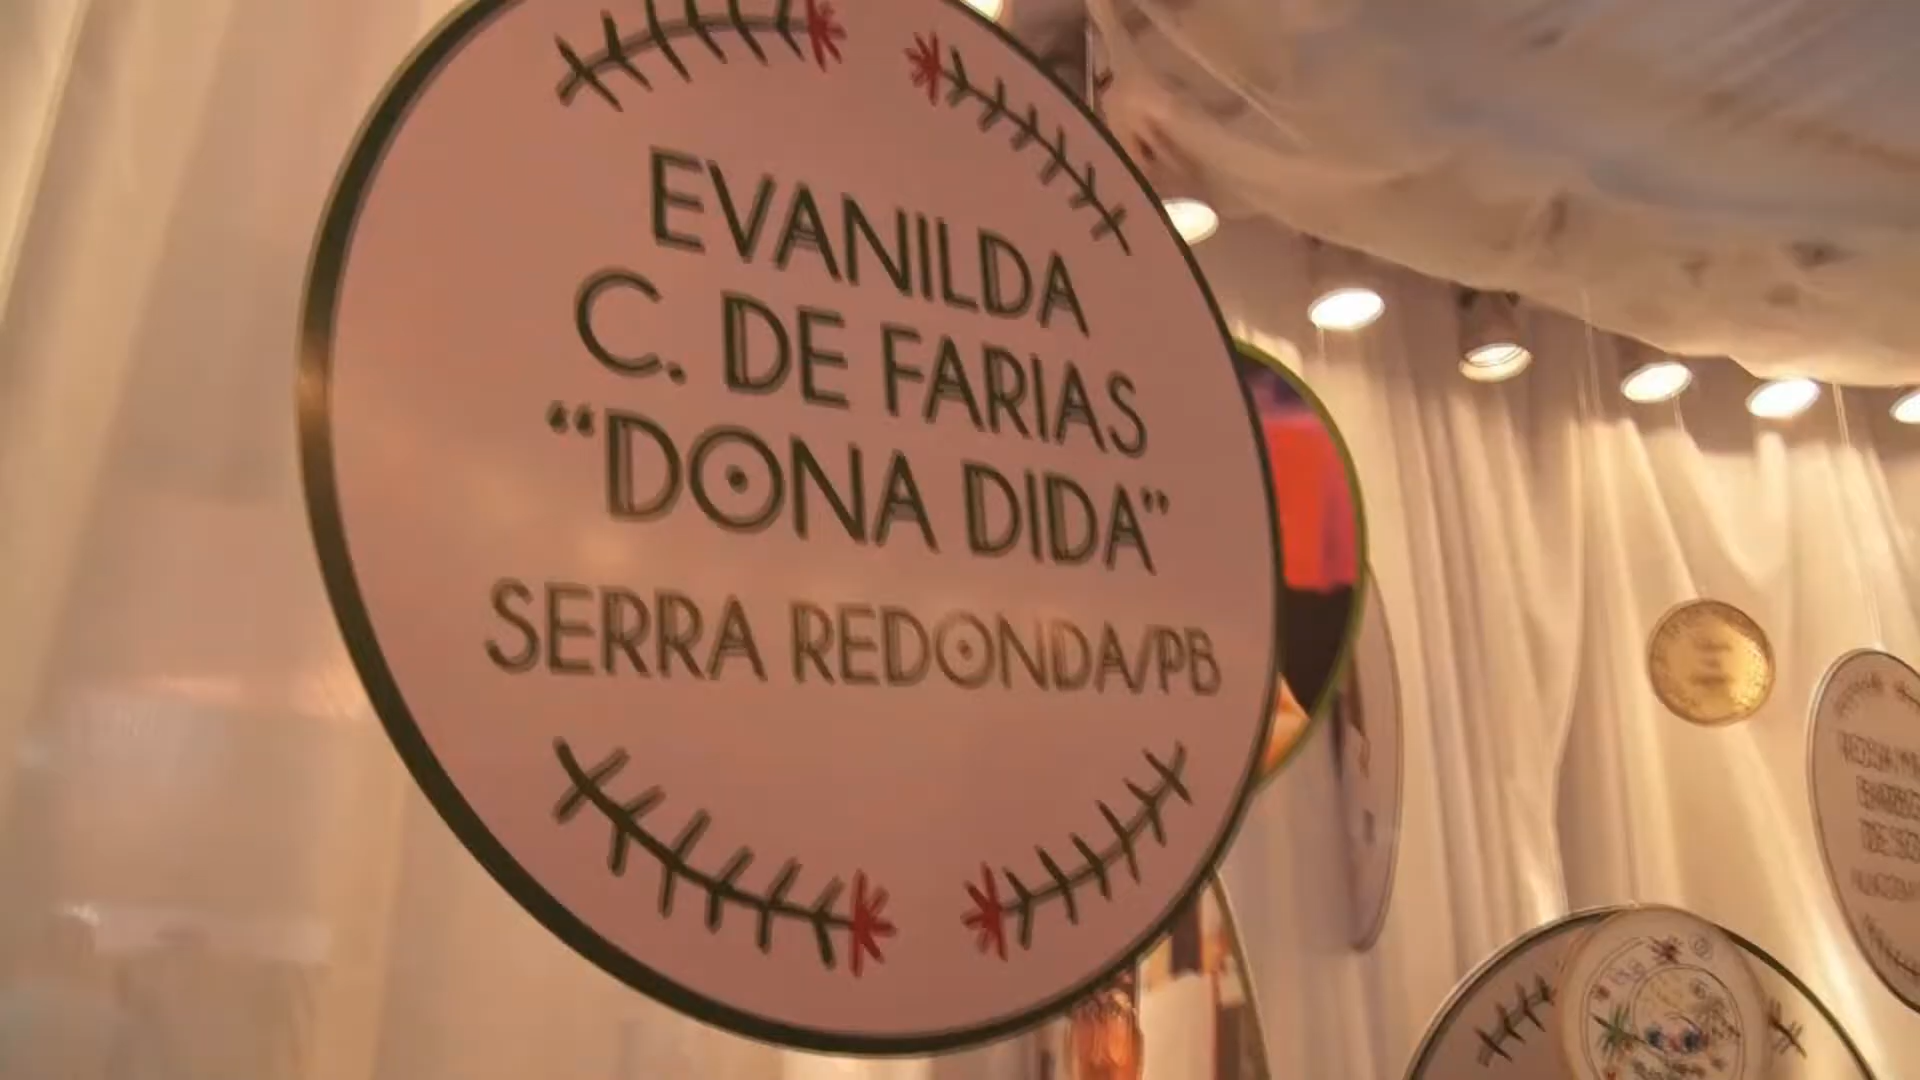 EVANILDA
C. DE FARIAS
“DONA DIDA”
SERRA REDONDA/PB